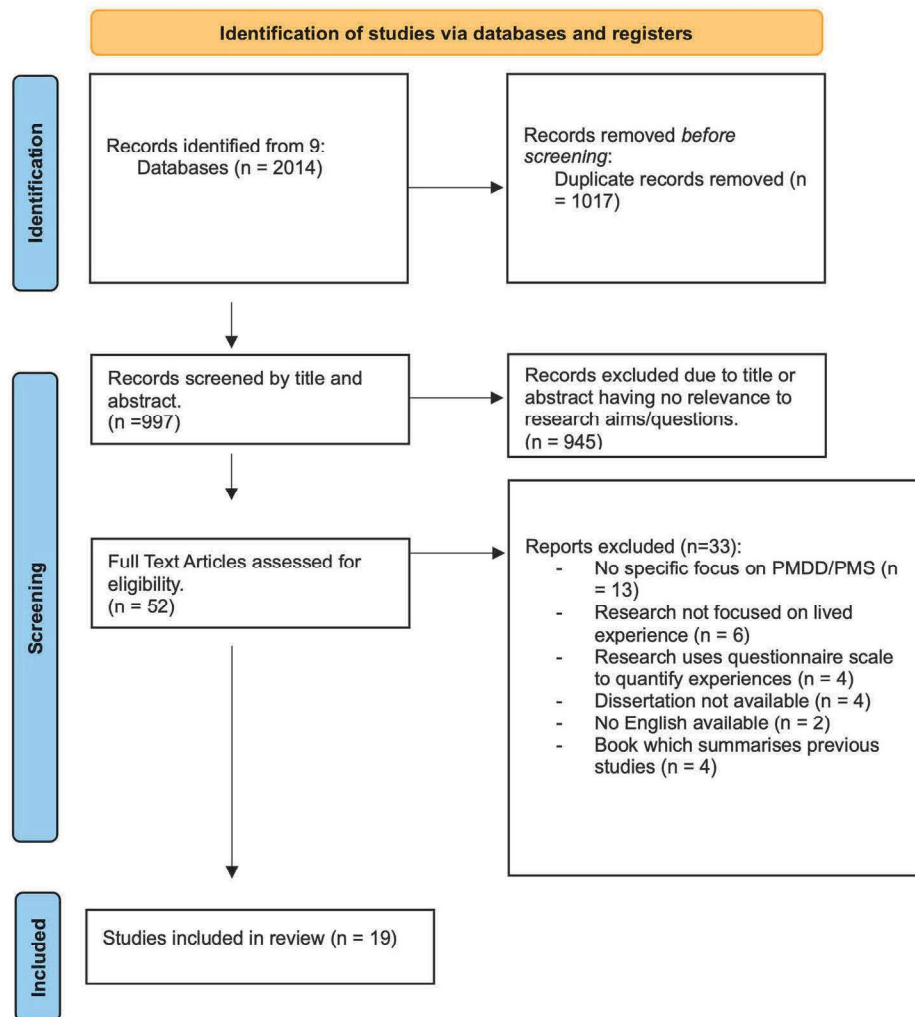 Identification of studies via databases and registers
Identification
Records identified from 9:
Databases (n = 2014)
Records removed before
screening:
Duplicate records removed (n
= 1017)
Screening
Records screened by title and
abstract.
(n =997)
Records excluded due to title or
abstract having no relevance to
research aims/questions.
(n = 945)
Full Text Articles assessed for
eligibility.
(n = 52)
Reports excluded (n=33):
- No specific focus on PMDD/PMS (n
= 13)
- Research not focused on lived
experience (n = 6)
- Research uses questionnaire scale
to quantify experiences (n = 4)
- Dissertation not available (n = 4)
- No English available (n = 2)
- Book which summarises previous
studies (n = 4)
Included
Studies included in review (n = 19)